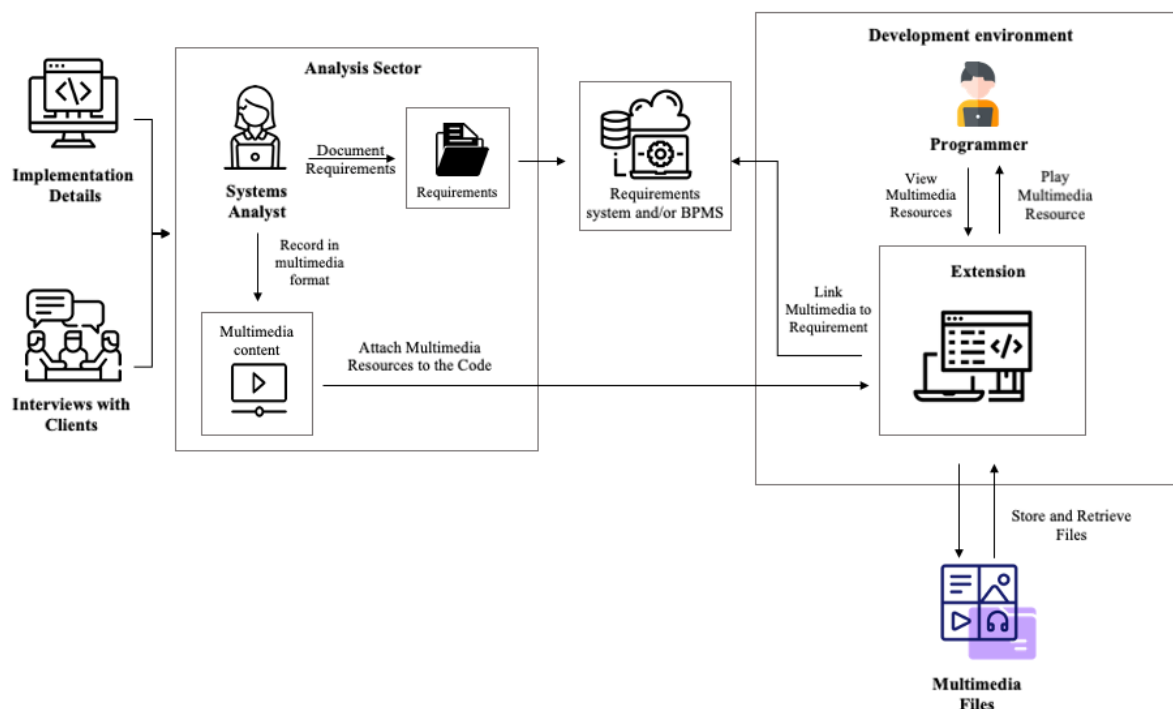 Implementation
Details
Interviews with
Clients
Analysis Sector
Systems
Analyst
Document
Requirements
Requirements
Record in
multimedia
format
Multimedia
content
Attach Multimedia
Resources to the Code
Requirements
system and/or BPMS
Link
Multimedia to
Requirement
Development environment
Programmer
View
Multimedia
Resources
Play
Multimedia
Resource
Extension
Store and Retrieve
Files
Multimedia
Files